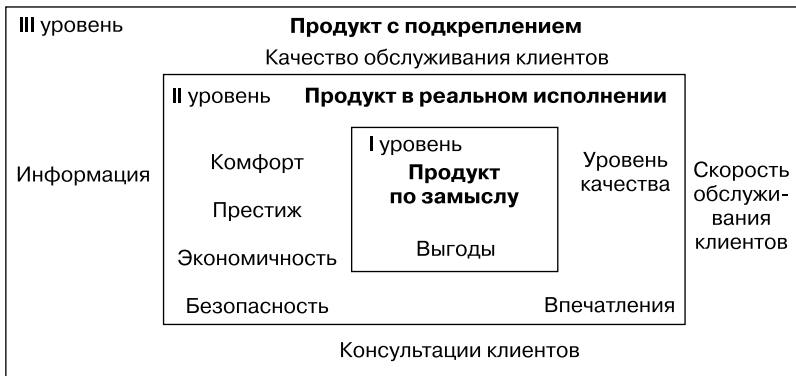 III уровень
Продукт с подкреплением
Качество обслуживания клиентов
II уровень
Продукт в реальном исполнении
I уровень
Продукт
по замыслу
Выгоды
Информация
Комфорт
Престиж
Экономичность
Безопасность
Уровень
качества
Впечатления
Скорость
обслужи-
вания
клиентов
Консультации клиентов